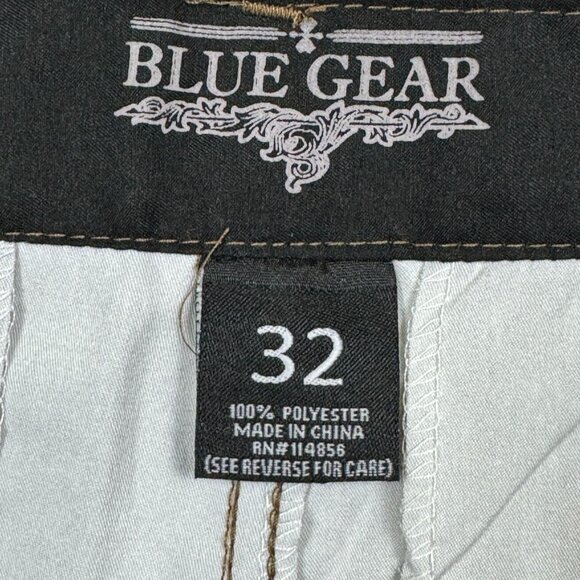 BLUE GEAR
32
100% POLYESTER
MADE IN CHINA
RN#114856
(SEE REVERSE FOR CARE)